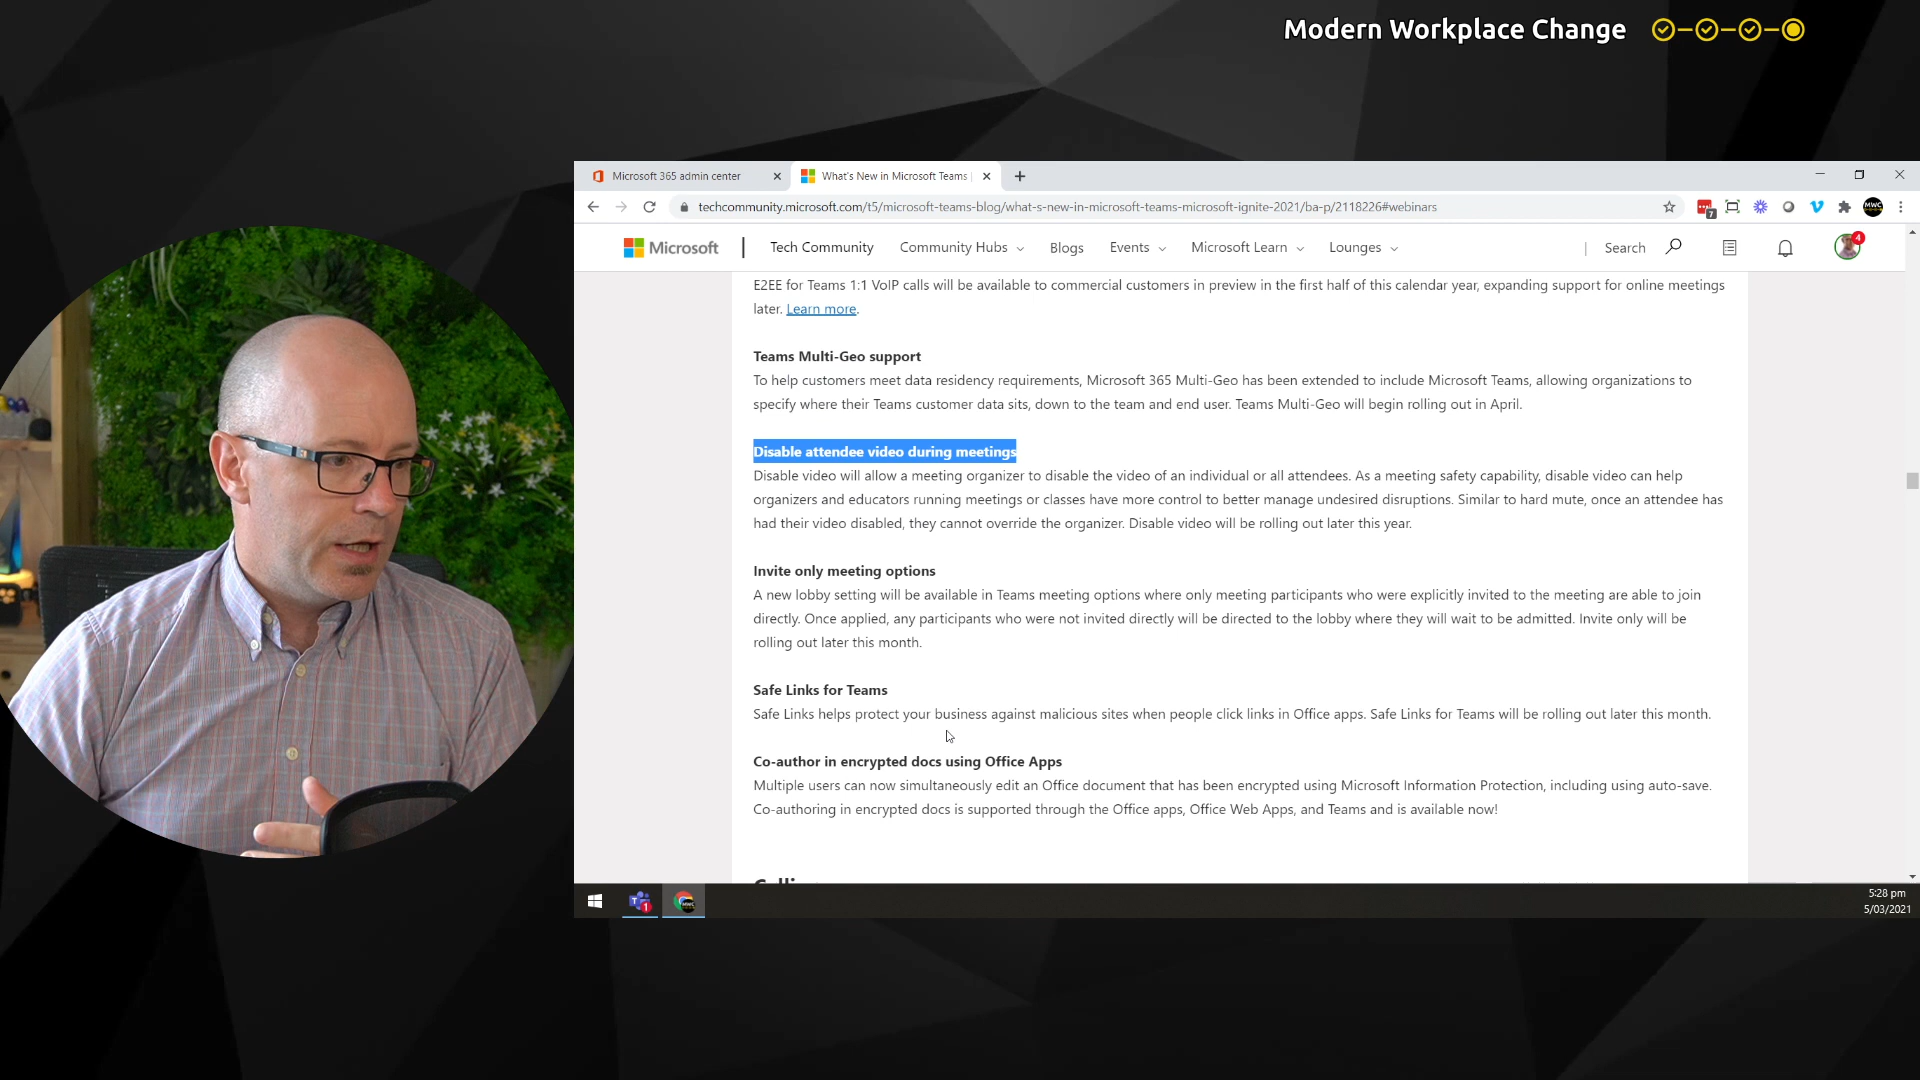 Modern Workplace Change
Microsoft 365 admin center
What's New in Microsoft Teams |
techcommunity.microsoft.com/t5/microsoft-teams-blog/what-s-new-in-microsoft-teams-microsoft-ignite-2021/ba-p/2118226#webinars
7
MWC
Microsoft | Tech Community Community Hubs Blogs Events Microsoft Learn Lounges | Search 4
E2EE for Teams 1:1 VoIP calls will be available to commercial customers in preview in the first half of this calendar year, expanding support for online meetings
later. Learn more.
Teams Multi-Geo support
To help customers meet data residency requirements, Microsoft 365 Multi-Geo has been extended to include Microsoft Teams, allowing organizations to
specify where their Teams customer data sits, down to the team and end user. Teams Multi-Geo will begin rolling out in April.
Disable attendee video during meetings
Disable video will allow a meeting organizer to disable the video of an individual or all attendees. As a meeting safety capability, disable video can help
organizers and educators running meetings or classes have more control to better manage undesired disruptions. Similar to hard mute, once an attendee has
had their video disabled, they cannot override the organizer. Disable video will be rolling out later this year.
Invite only meeting options
A new lobby setting will be available in Teams meeting options where only meeting participants who were explicitly invited to the meeting are able to join
directly. Once applied, any participants who were not invited directly will be directed to the lobby where they will wait to be admitted. Invite only will be
rolling out later this month.
Safe Links for Teams
Safe Links helps protect your business against malicious sites when people click links in Office apps. Safe Links for Teams will be rolling out later this month.
Co-author in encrypted docs using Office Apps
Multiple users can now simultaneously edit an Office document that has been encrypted using Microsoft Information Protection, including using auto-save.
Co-authoring in encrypted docs is supported through the Office apps, Office Web Apps, and Teams and is available now!
T 1
MWC
5:28 pm
5/03/2021